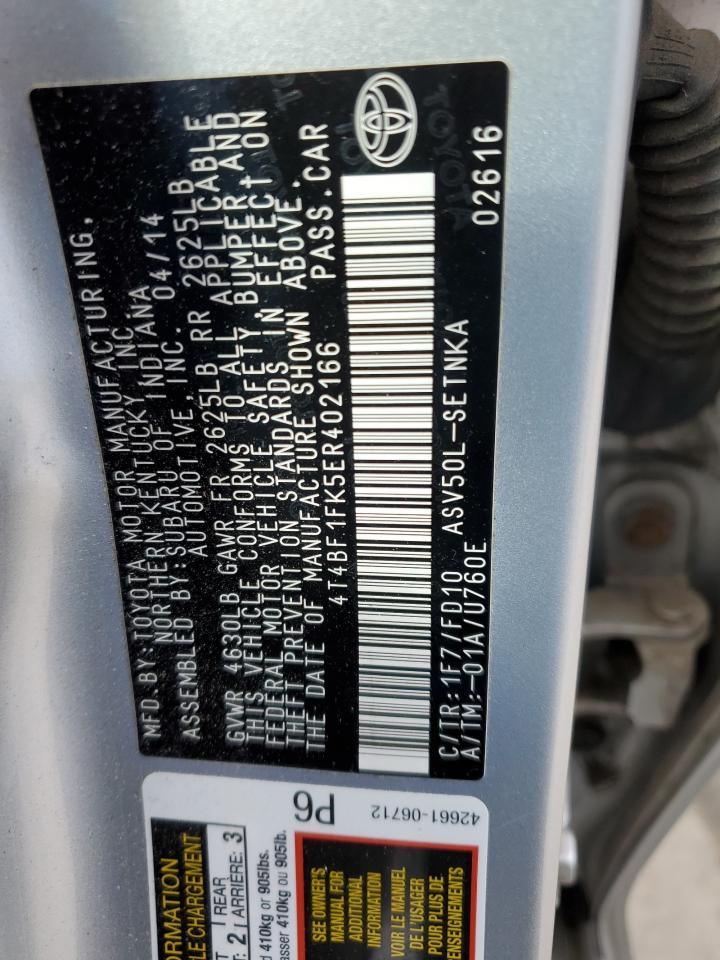 MFD.BY:TOYOTA MOTOR MANUFACTURING,
NORTHERN KENTUCKY INC.
ASSEMBLED BY:SUBARU OF INDIANA
AUTOMOTIVE,INC. 04/14
GVWR 4630LB GAWR FR 2625LB RR 2625LB
THIS VEHICLE CONFORMS TO ALL APPLICABLE
FEDERAL MOTOR VEHICLE SAFETY, BUMPER AND
THEFT PREVENTION STANDARDS IN EFFECT ON
THE DATE OF MANUFACTURE SHOWN ABOVE.
4T4BF1FK5ER402166 PASS.CAR
C/TR:1F7/FD10 ASV50L-SETNKA
A/TM:-01A/U760E 02616
P6
42661-06712
REAR
2 ARRIÈRE: 3
410kg or 905lbs.
410kg ou 905lb.
SEE OWNER'S
MANUAL FOR
ADDITIONAL
INFORMATION
VOIR LE MANUEL
DE L'USAGER
POUR PLUS DE
RENSEIGNEMENTS